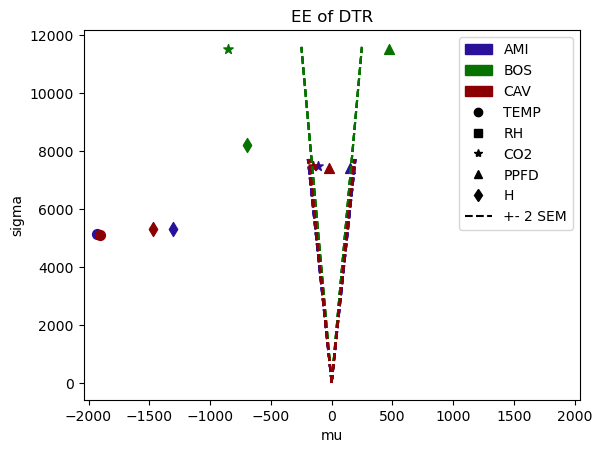 EE of DTR
12000
10000
8000
6000
4000
2000
0
sigma
−2000
−1500
−1000
−500
0
500
1000
1500
2000
mu
AMI
BOS
CAV
TEMP
RH
CO2
PPFD
H
+- 2 SEM